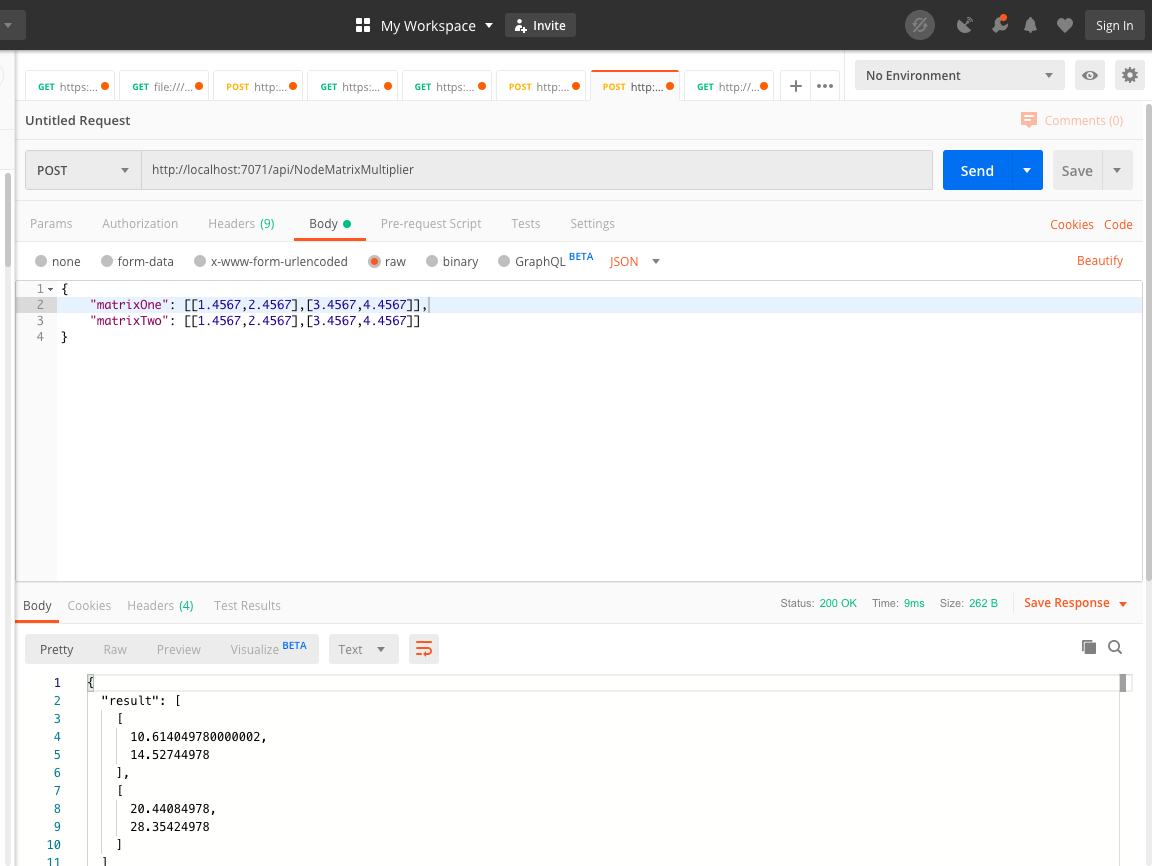 My Workspace Invite Sign In
GET https:... GET file:///... POST http:... GET https:... GET https:... POST http:... POST http:... GET http://... No Environment
Untitled Request Comments (0)
POST http://localhost:7071/api/NodeMatrixMultiplier Send Save
Params Authorization Headers (9) Body Pre-request Script Tests Settings Cookies Code
none form-data x-www-form-urlencoded raw binary GraphQL BETA JSON Beautify
1 {
2 "matrixOne": [[1.4567,2.4567],[3.4567,4.4567]],
3 "matrixTwo": [[1.4567,2.4567],[3.4567,4.4567]]
4 }
Body Cookies Headers (4) Test Results Status: 200 OK Time: 9ms Size: 262 B Save Response
Pretty Raw Preview Visualize BETA Text
1 {
2 "result": [
3 [
4 10.614049780000002,
5 14.52744978
6 ],
7 [
8 20.44084978,
9 28.35424978
10 ]
11 ]